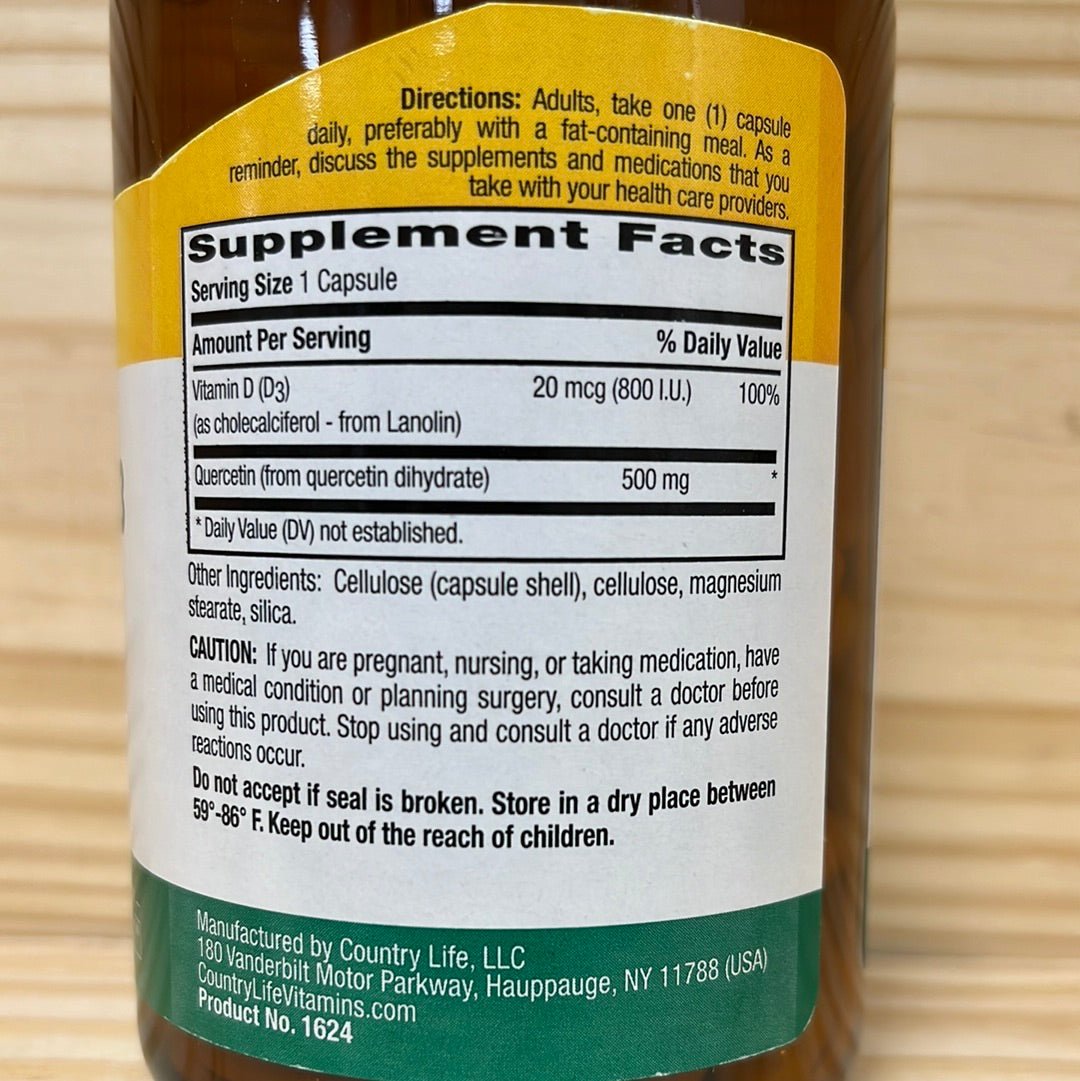 Directions: Adults, take one (1) capsule
daily, preferably with a fat-containing meal. As a
reminder, discuss the supplements and medications that you
take with your health care providers.
Supplement Facts
Serving Size 1 Capsule
Amount Per Serving % Daily Value
Vitamin D (D3) 20 mcg (800 I.U.) 100%
(as cholecalciferol - from Lanolin)
Quercetin (from quercetin dihydrate) 500 mg *
* Daily Value (DV) not established.
Other Ingredients: Cellulose (capsule shell), cellulose, magnesium
stearate, silica.
CAUTION: If you are pregnant, nursing, or taking medication, have
a medical condition or planning surgery, consult a doctor before
using this product. Stop using and consult a doctor if any adverse
reactions occur.
Do not accept if seal is broken. Store in a dry place between
59°-86° F. Keep out of the reach of children.
Manufactured by Country Life, LLC
180 Vanderbilt Motor Parkway, Hauppauge, NY 11788 (USA)
CountryLifeVitamins.com
Product No. 1624